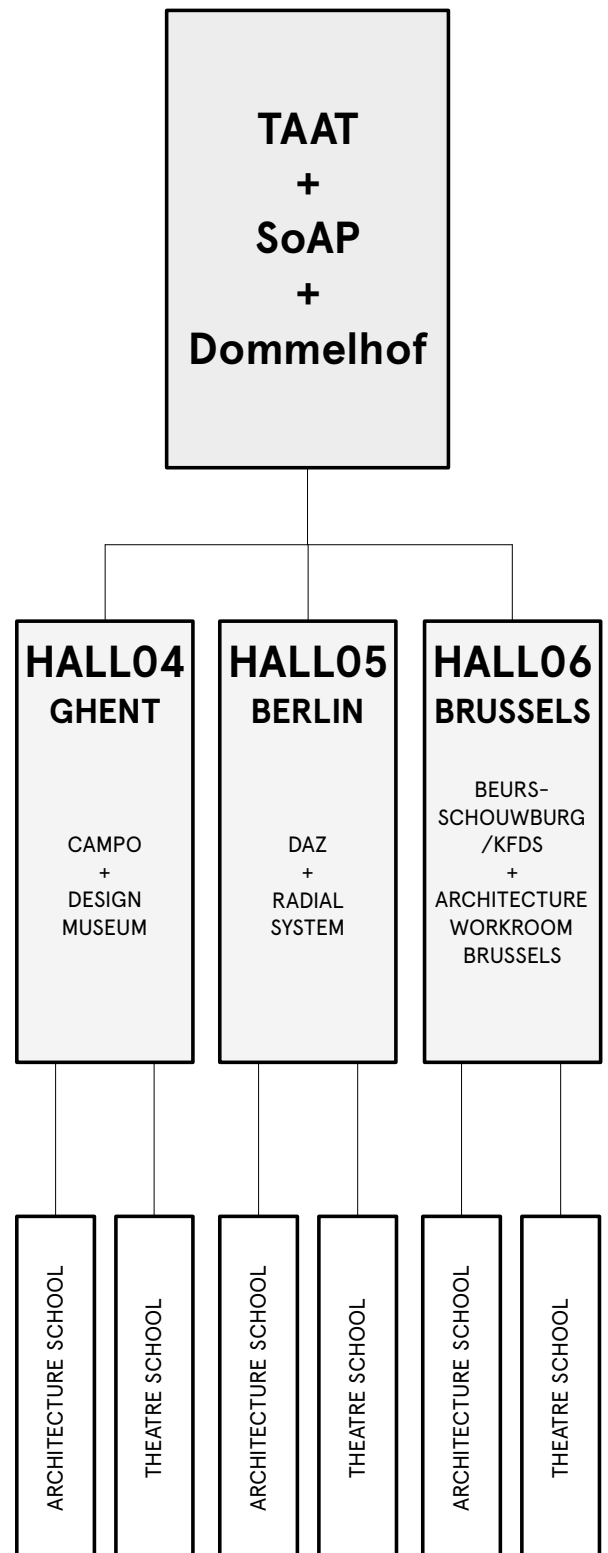 TAAT
+
SoAP
+
Dommelhof
HALL04
GHENT
CAMPO
+
DESIGN
MUSEUM
HALL05
BERLIN
DAZ
+
RADIAL
SYSTEM
HALL06
BRUSSELS
BEURS-
SCHOUWBURG
/KFDS
+
ARCHITECTURE
WORKROOM
BRUSSELS
ARCHITECTURE SCHOOL
THEATRE SCHOOL
ARCHITECTURE SCHOOL
THEATRE SCHOOL
ARCHITECTURE SCHOOL
THEATRE SCHOOL